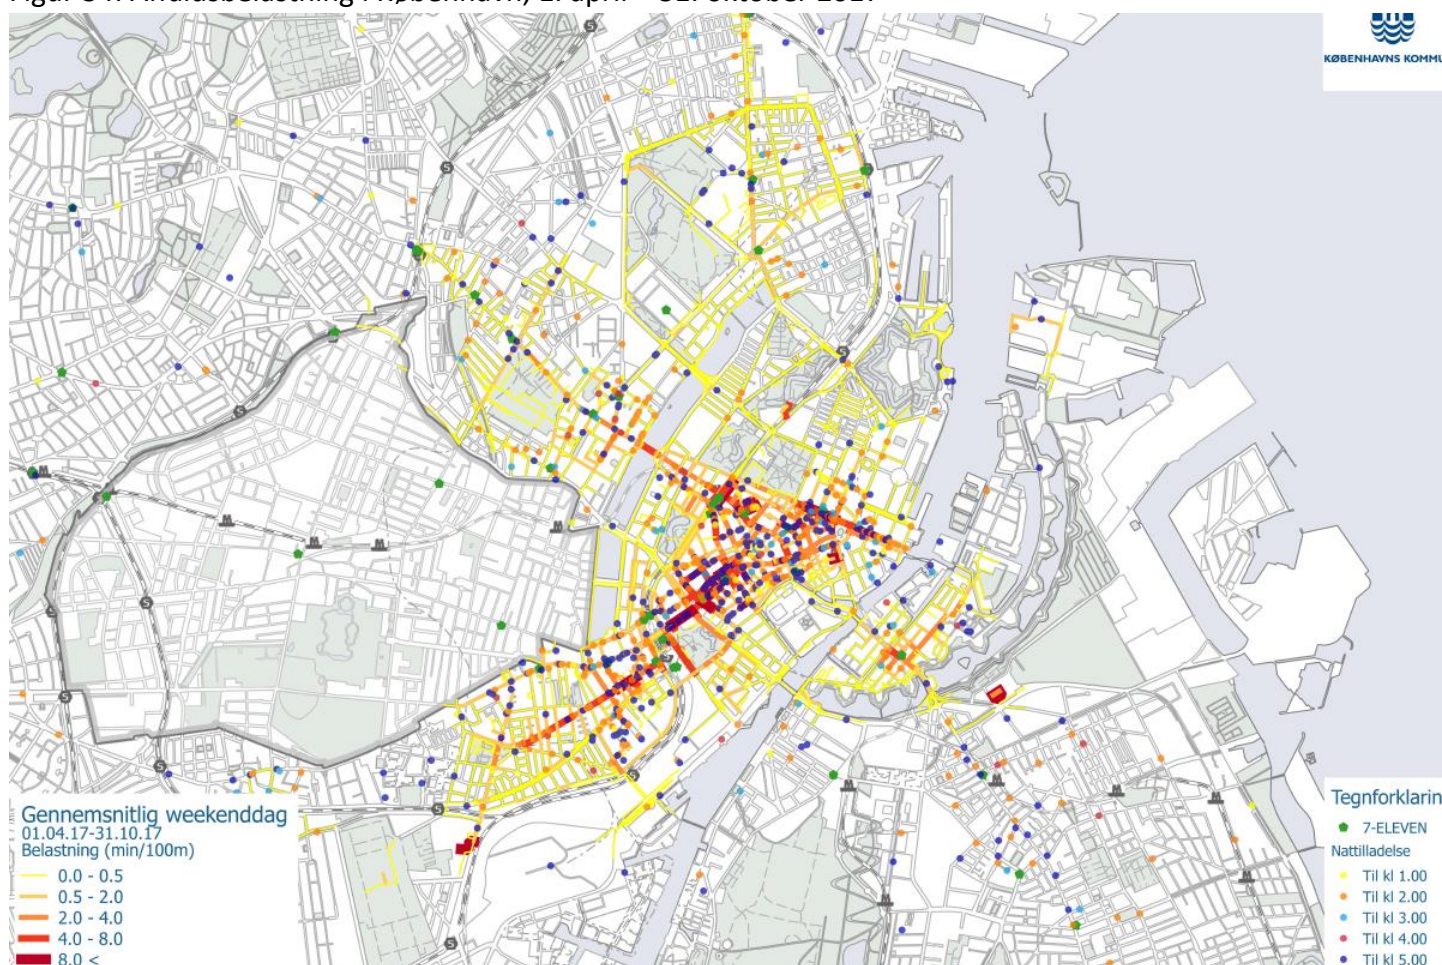 KØBENHAVNS KOMMU
Gennemsnitlig weekenddag
01.04.17-31.10.17
Belastning (min/100m)
0.0 - 0.5
0.5 - 2.0
2.0 - 4.0
4.0 - 8.0
8.0 <
Tegnforklarin
7-ELEVEN
Nattilladelse
Til kl 1.00
Til kl 2.00
Til kl 3.00
Til kl 4.00
Til kl 5.00